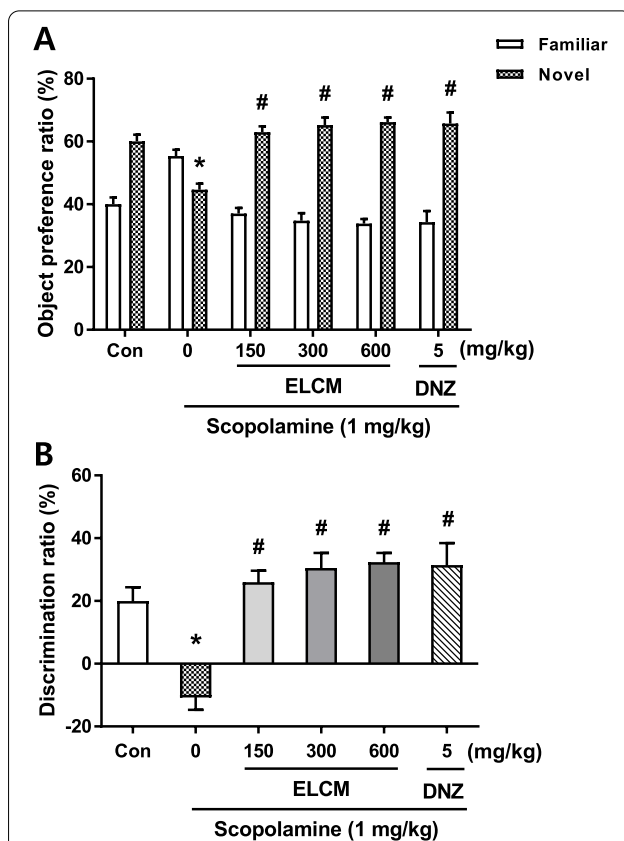 A
Familiar
Novel
Object preference ratio (%)
80
60
40
20
0
# # # #
*
Con 0 150 300 600 5 (mg/kg)
ELCM DNZ
Scopolamine (1 mg/kg)
B
Discrimination ratio (%)
60
40
20
0
-20
# # # #
*
Con 0 150 300 600 5 (mg/kg)
ELCM DNZ
Scopolamine (1 mg/kg)